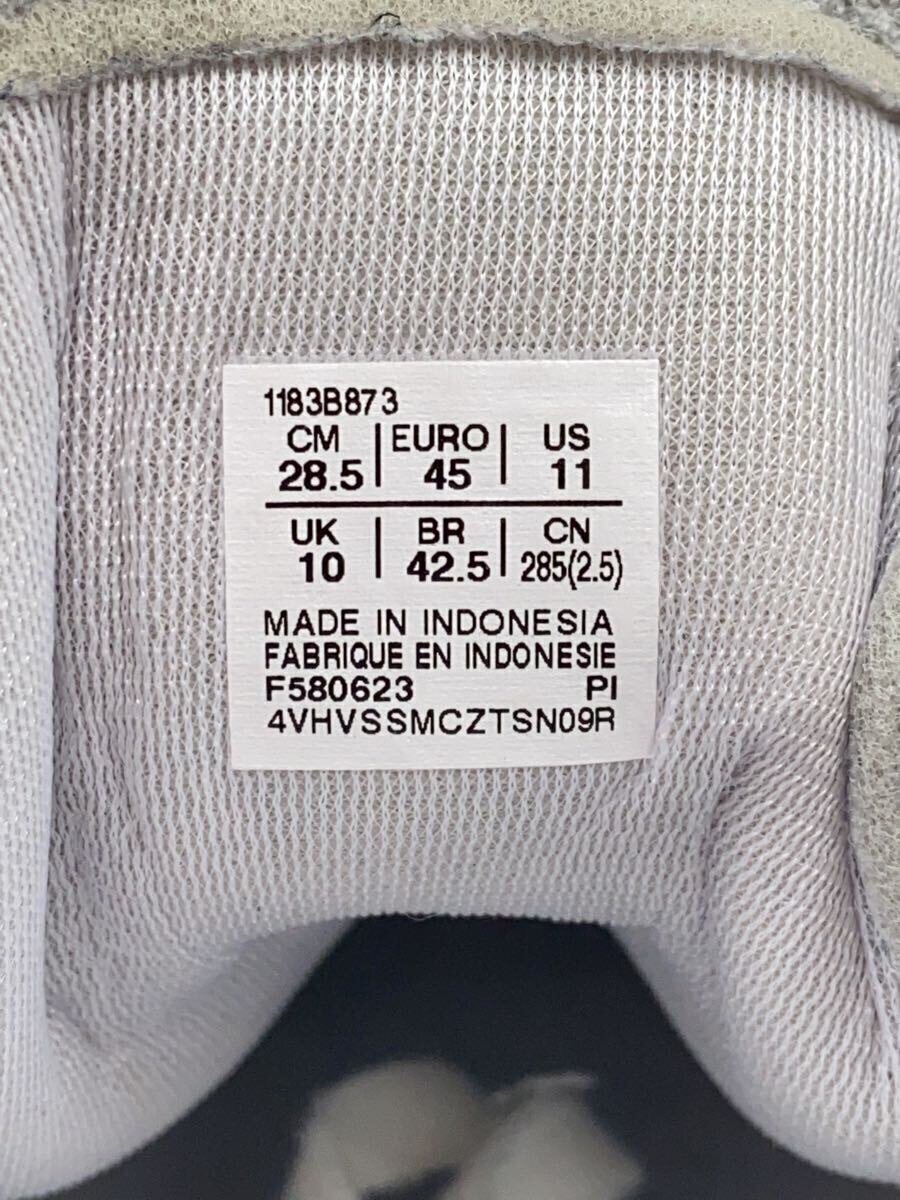 1183B873
CM | EURO | US
28.5 | 45 | 11
UK | BR | CN
10 | 42.5 | 285(2.5)
MADE IN INDONESIA
FABRIQUE EN INDONESIE
F580623 PI
4VHVSSMCZTSN09R